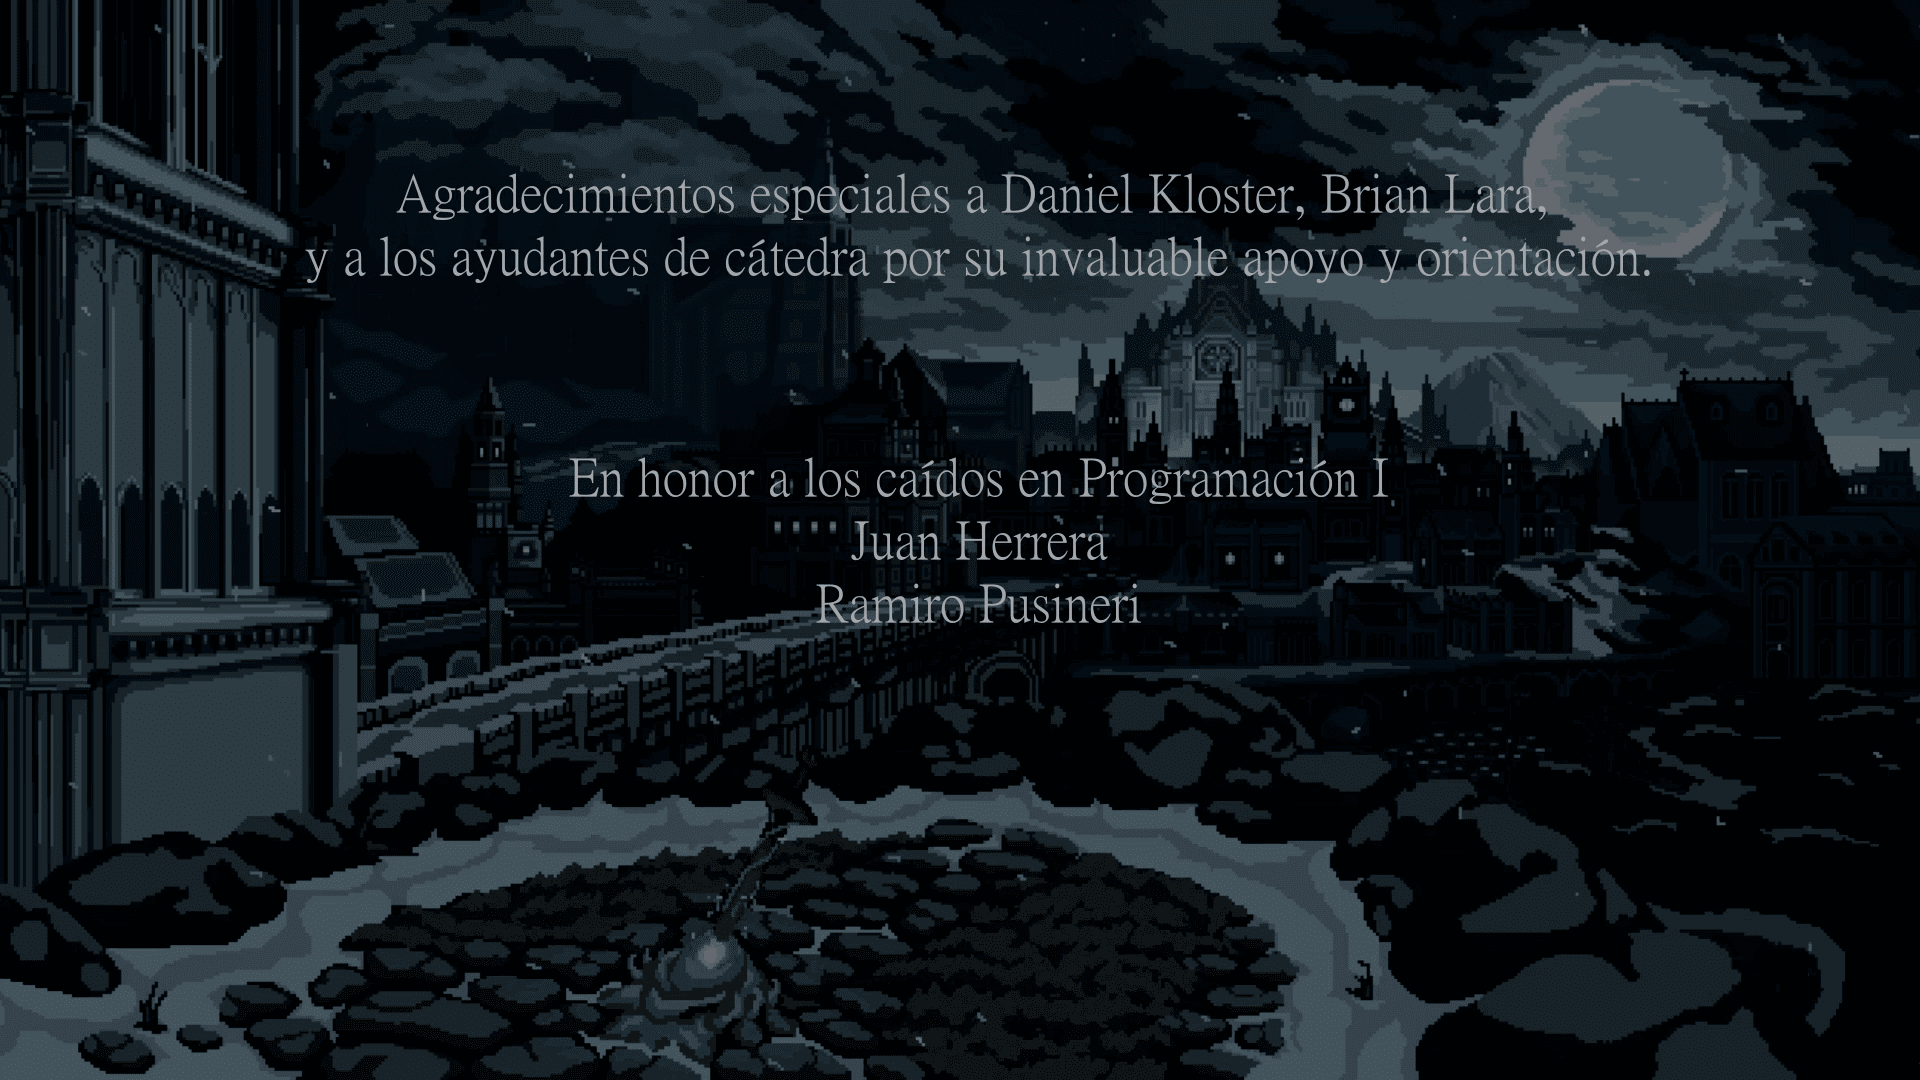 Agradecimientos especiales a Daniel Kloster, Brian Lara,
y a los ayudantes de cátedra por su invaluable apoyo y orientación.
En honor a los caídos en Programación I
Juan Herrera
Ramiro Pusineri